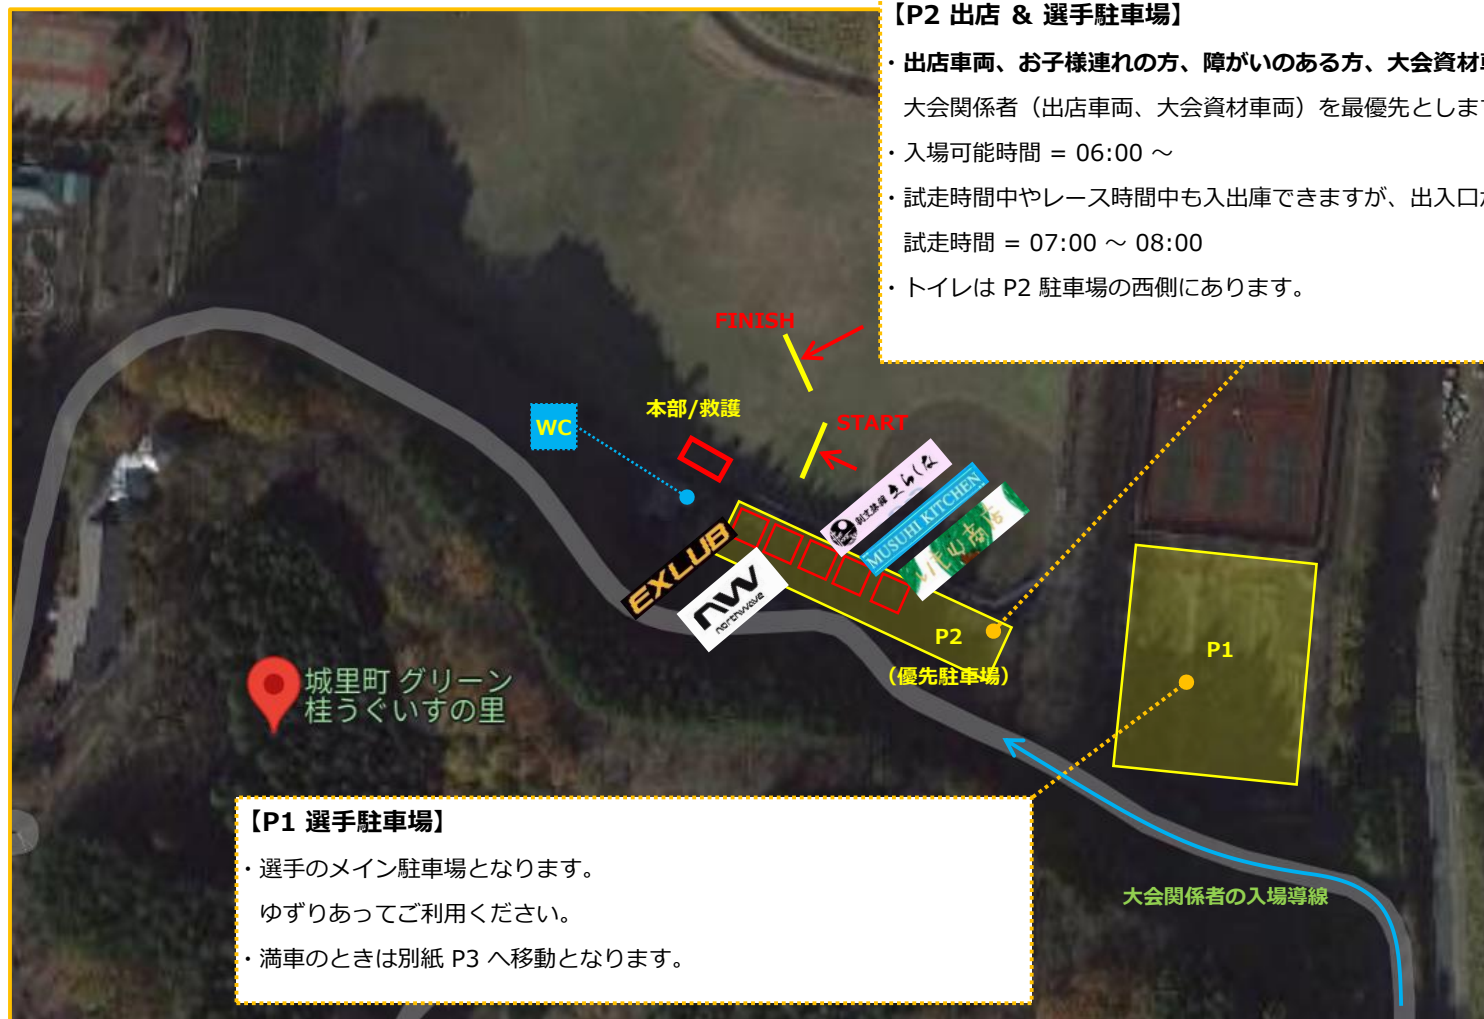 【P2 出店 & 選手駐車場】
・出店車両、お子様連れの方、障がいのある方、大会資材
大会関係者（出店車両、大会資材車両）を最優先としま
・入場可能時間 = 06:00 ～
・試走時間中やレース時間中も入出庫できますが、出入口
試走時間 = 07:00 ～ 08:00
・トイレは P2 駐車場の西側にあります。
FINISH
本部/救護
WC
START
MUSUHI KITCHEN
EXLUB
nw
northwave
P2
（優先駐車場）
P1
城里町 グリーン
桂うぐいすの里
【P1 選手駐車場】
・選手のメイン駐車場となります。
ゆずりあってご利用ください。
・満車のときは別紙 P3 へ移動となります。
大会関係者の入場導線